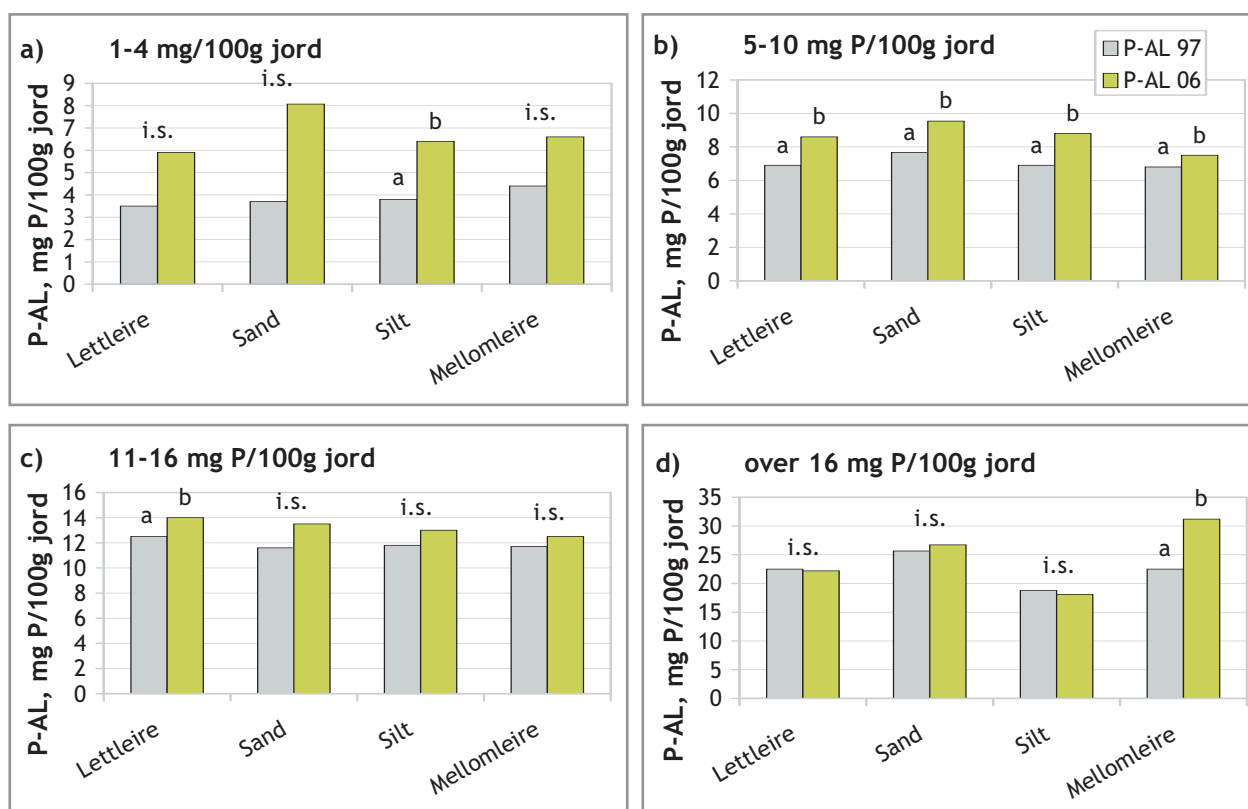 a) 1-4 mg/100g jord
P-AL, mg P/100g jord
9
8
7
6
5
4
3
2
1
0
i.s.
i.s.
a
b
i.s.
Lettleire
Sand
Silt
Mellomleire
b) 5-10 mg P/100g jord
P-AL 97
P-AL 06
P-AL, mg P/100g jord
12
10
8
6
4
2
0
a
b
a
b
a
b
a
b
Lettleire
Sand
Silt
Mellomleire
c) 11-16 mg P/100g jord
P-AL, mg P/100g jord
16
14
12
10
8
6
4
2
0
a
b
i.s.
i.s.
i.s.
Lettleire
Sand
Silt
Mellomleire
d) over 16 mg P/100g jord
P-AL, mg P/100g jord
35
30
25
20
15
10
5
0
i.s.
i.s.
i.s.
a
b
Lettleire
Sand
Silt
Mellomleire